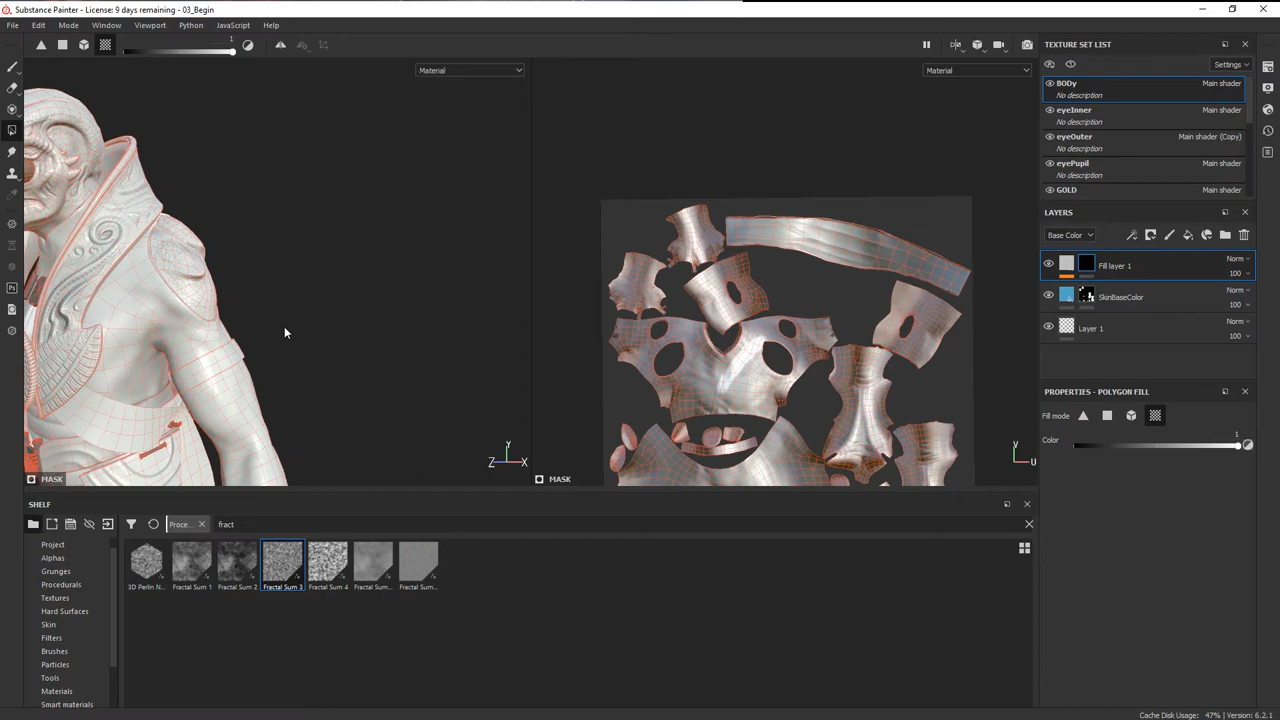 Substance Painter - License: 9 days remaining - 03_Begin
File Edit Mode Window Viewport Python JavaScript Help
1
Material
Material
MASK
MASK
Y
Z X
V
U
TEXTURE SET LIST
Settings
BODy Main shader
No description
eyeInner Main shader
No description
eyeOuter Main shader (Copy)
No description
eyePupil Main shader
No description
GOLD Main shader
LAYERS
Base Color
Fill layer 1 Norm
100
SkinBaseColor Norm
100
Layer 1 Norm
100
PROPERTIES - POLYGON FILL
Fill mode
Color 1
SHELF
Proce... fract
Project
Alphas
Grunges
Procedurals
Textures
Hard Surfaces
Skin
Filters
Brushes
Particles
Tools
Materials
Smart materials
3D Perlin N... Fractal Sum 1 Fractal Sum 2 Fractal Sum 3 Fractal Sum 4 Fractal Sum... Fractal Sum...
Cache Disk Usage: 47% | Version: 6.2.1